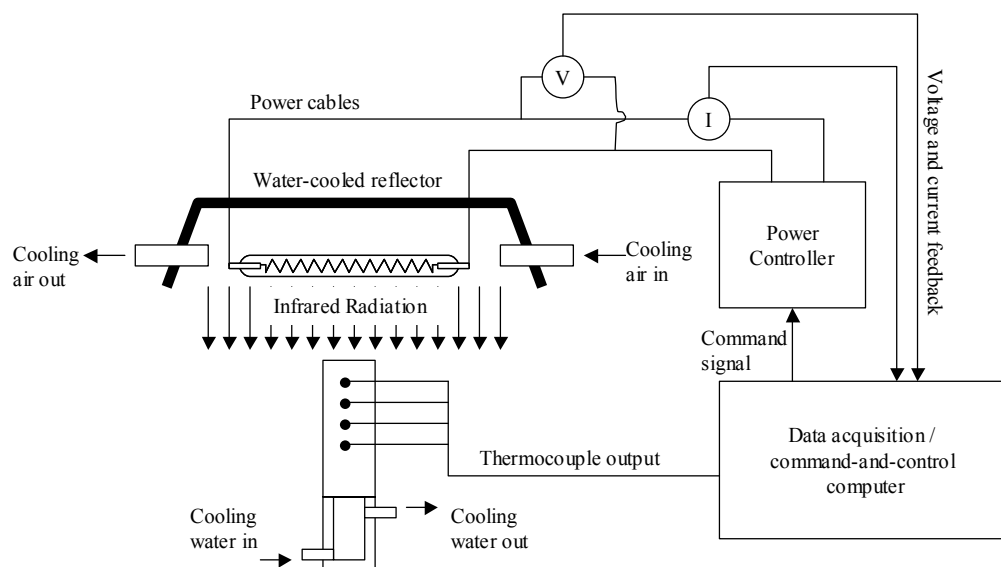 V
I
Power cables
Voltage and current feedback
Water-cooled reflector
Cooling
air out
Cooling
air in
Power
Controller
Infrared Radiation
Command
signal
Data acquisition /
command-and-control
computer
Thermocouple output
Cooling
water in
Cooling
water out